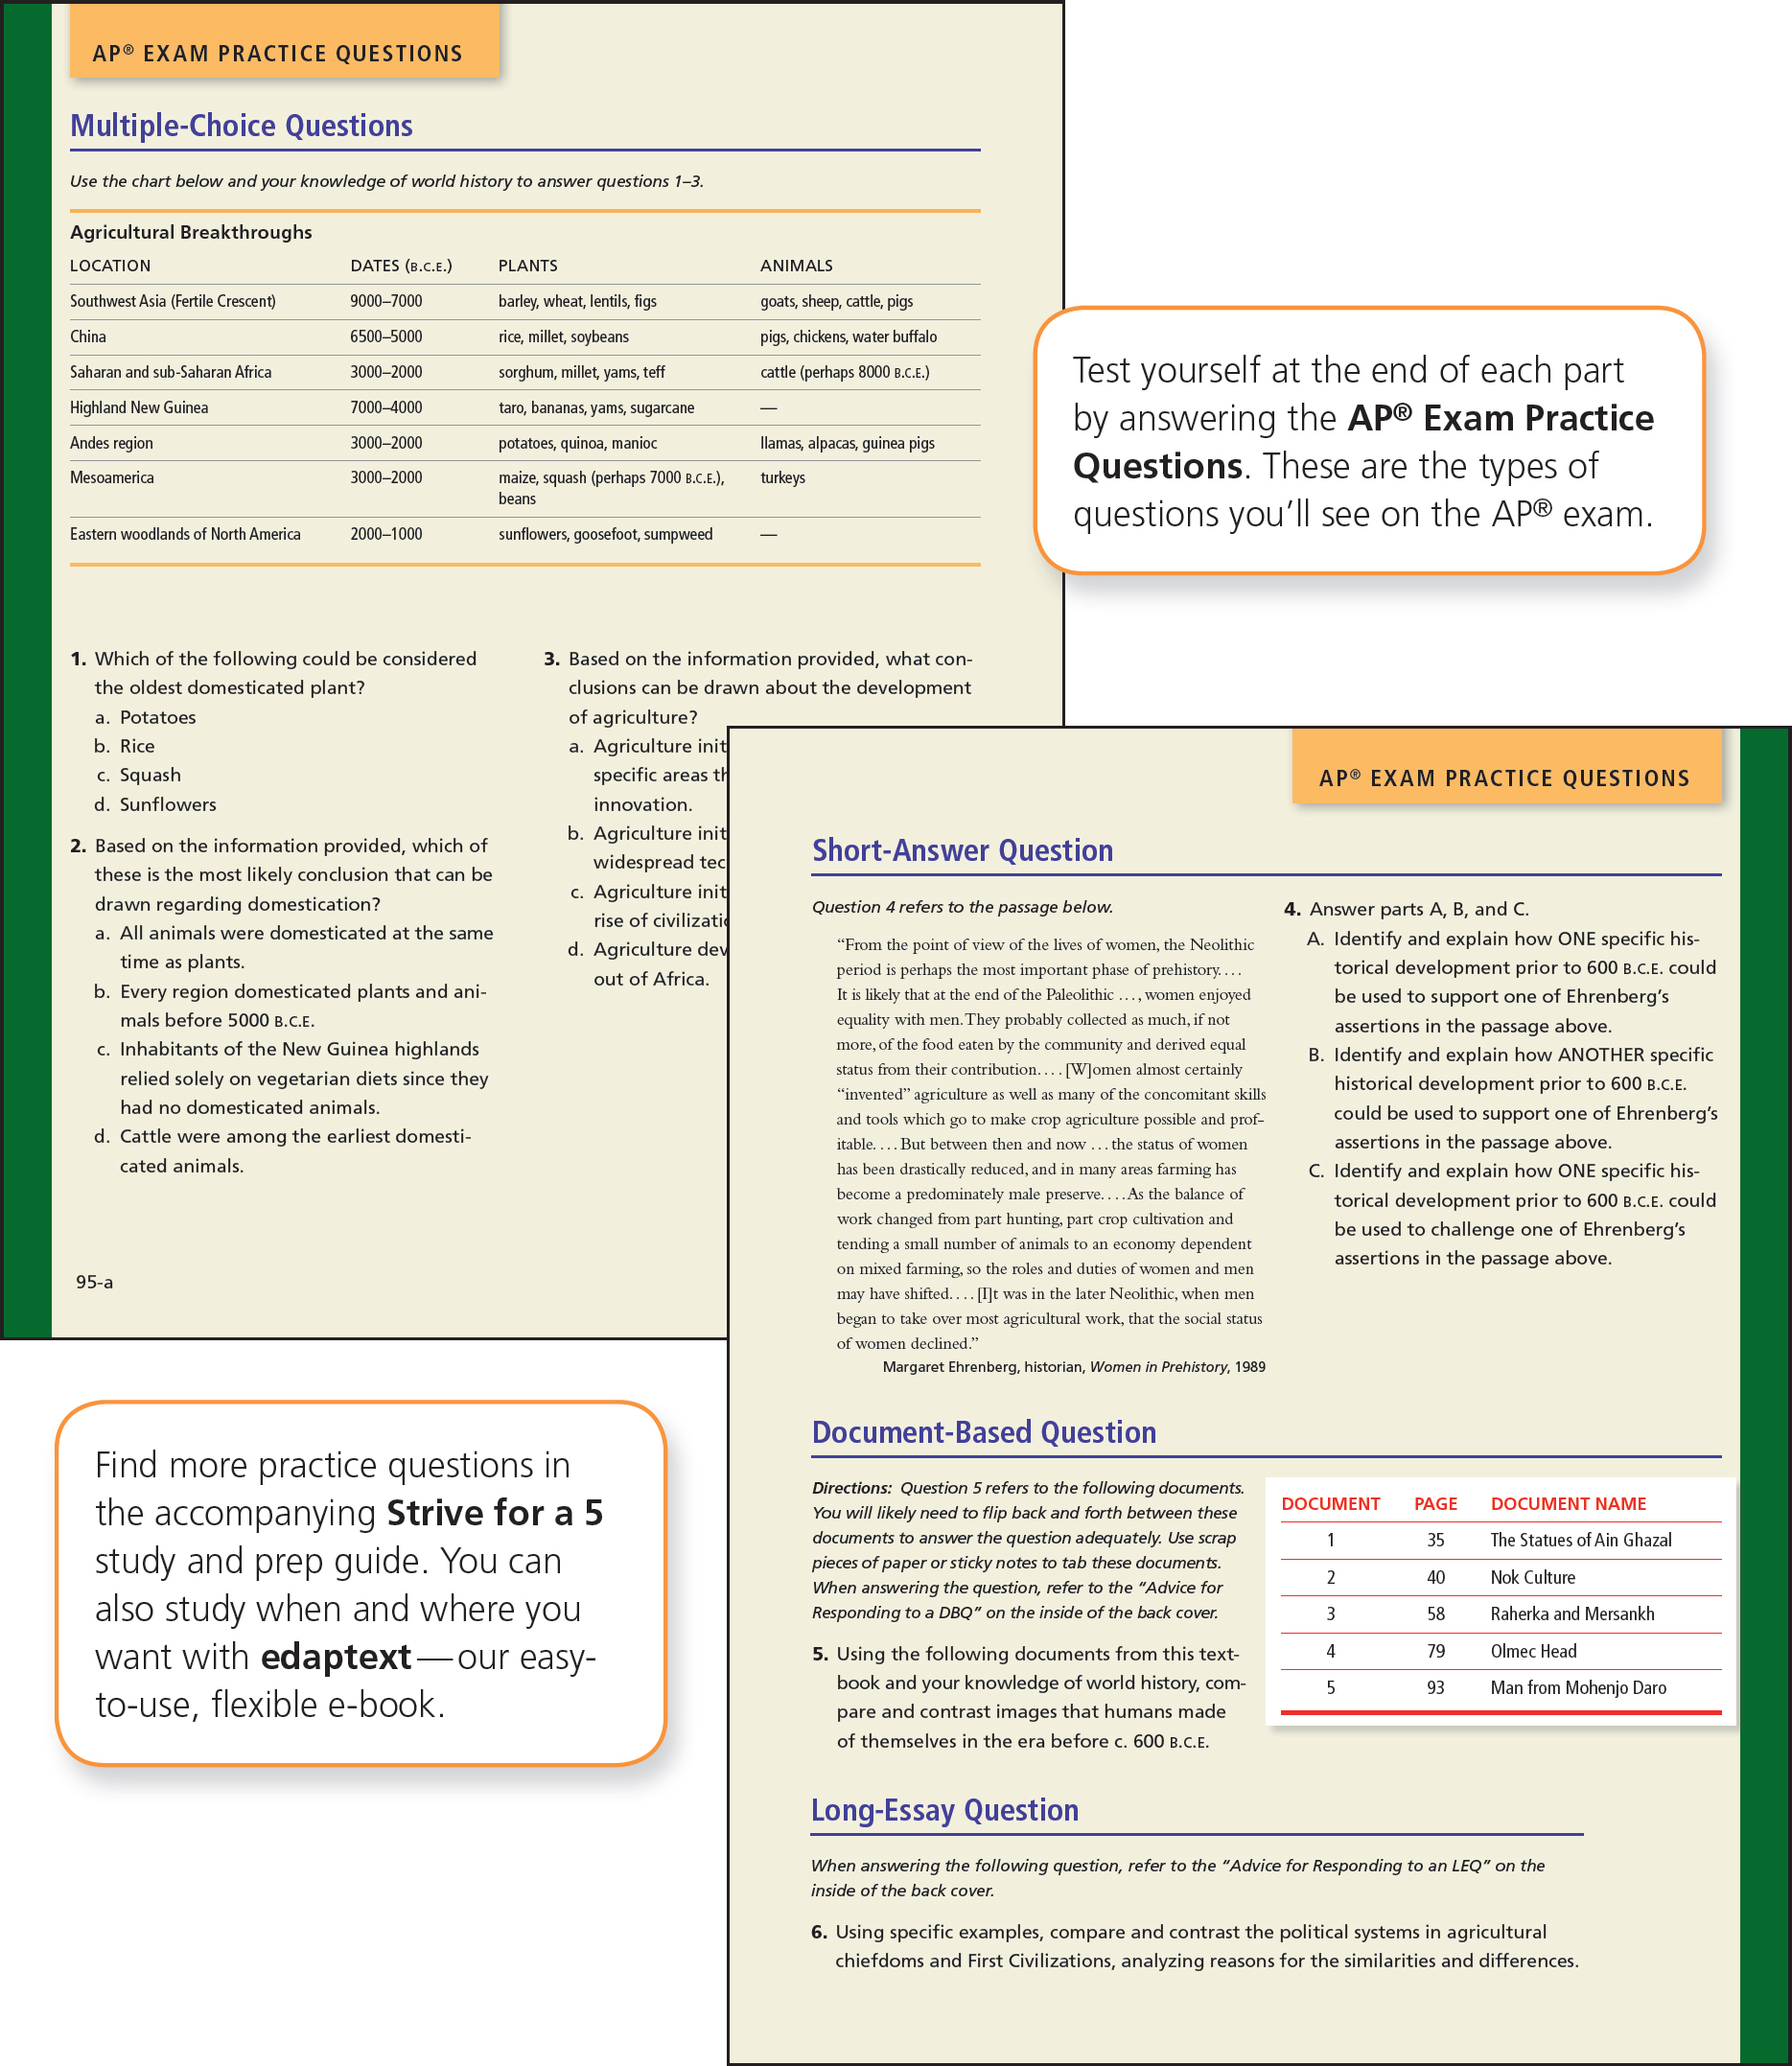 AP® EXAM PRACTICE QUESTIONS
Multiple-Choice Questions
Use the chart below and your knowledge of world history to answer questions 1–3.
Agricultural Breakthroughs
LOCATION DATES (B.C.E.) PLANTS ANIMALS
Southwest Asia (Fertile Crescent) 9000–7000 barley, wheat, lentils, figs goats, sheep, cattle, pigs
China 6500–5000 rice, millet, soybeans pigs, chickens, water buffalo
Saharan and sub-Saharan Africa 3000–2000 sorghum, millet, yams, teff cattle (perhaps 8000 B.C.E.)
Highland New Guinea 7000–4000 taro, bananas, yams, sugarcane —
Andes region 3000–2000 potatoes, quinoa, manioc llamas, alpacas, guinea pigs
Mesoamerica 3000–2000 maize, squash (perhaps 7000 B.C.E.), turkeys
beans
Eastern woodlands of North America 2000–1000 sunflowers, goosefoot, sumpweed —
1. Which of the following could be considered
the oldest domesticated plant?
a. Potatoes
b. Rice
c. Squash
d. Sunflowers
2. Based on the information provided, which of
these is the most likely conclusion that can be
drawn regarding domestication?
a. All animals were domesticated at the same
time as plants.
b. Every region domesticated plants and ani-
mals before 5000 B.C.E.
c. Inhabitants of the New Guinea highlands
relied solely on vegetarian diets since they
had no domesticated animals.
d. Cattle were among the earliest domesti-
cated animals.
3. Based on the information provided, what con-
clusions can be drawn about the development
of agriculture?
a. Agriculture init
specific areas th
innovation.
b. Agriculture init
widespread tec
c. Agriculture init
rise of civilizatio
d. Agriculture dev
out of Africa.
95-a
Test yourself at the end of each part
by answering the AP® Exam Practice
Questions. These are the types of
questions you’ll see on the AP® exam.
AP® EXAM PRACTICE QUESTIONS
Short-Answer Question
Question 4 refers to the passage below.
“From the point of view of the lives of women, the Neolithic
period is perhaps the most important phase of prehistory. . . .
It is likely that at the end of the Paleolithic . . . , women enjoyed
equality with men. They probably collected as much, if not
more, of the food eaten by the community and derived equal
status from their contribution. . . . [W]omen almost certainly
“invented” agriculture as well as many of the concomitant skills
and tools which go to make crop agriculture possible and prof-
itable. . . . But between then and now . . . the status of women
has been drastically reduced, and in many areas farming has
become a predominately male preserve. . . . As the balance of
work changed from part hunting, part crop cultivation and
tending a small number of animals to an economy dependent
on mixed farming, so the roles and duties of women and men
may have shifted. . . . [I]t was in the later Neolithic, when men
began to take over most agricultural work, that the social status
of women declined.”
Margaret Ehrenberg, historian, Women in Prehistory, 1989
4. Answer parts A, B, and C.
A. Identify and explain how ONE specific his-
torical development prior to 600 B.C.E. could
be used to support one of Ehrenberg’s
assertions in the passage above.
B. Identify and explain how ANOTHER specific
historical development prior to 600 B.C.E.
could be used to support one of Ehrenberg’s
assertions in the passage above.
C. Identify and explain how ONE specific his-
torical development prior to 600 B.C.E. could
be used to challenge one of Ehrenberg’s
assertions in the passage above.
Document-Based Question
Directions: Question 5 refers to the following documents.
You will likely need to flip back and forth between these
documents to answer the question adequately. Use scrap
pieces of paper or sticky notes to tab these documents.
When answering the question, refer to the “Advice for
Responding to a DBQ” on the inside of the back cover.
5. Using the following documents from this text-
book and your knowledge of world history, com-
pare and contrast images that humans made
of themselves in the era before c. 600 B.C.E.
DOCUMENT PAGE DOCUMENT NAME
1 35 The Statues of Ain Ghazal
2 40 Nok Culture
3 58 Raherka and Mersankh
4 79 Olmec Head
5 93 Man from Mohenjo Daro
Long-Essay Question
When answering the following question, refer to the “Advice for Responding to an LEQ” on the
inside of the back cover.
6. Using specific examples, compare and contrast the political systems in agricultural
chiefdoms and First Civilizations, analyzing reasons for the similarities and differences.
Find more practice questions in
the accompanying Strive for a 5
study and prep guide. You can
also study when and where you
want with edaptext — our easy-
to-use, flexible e-book.